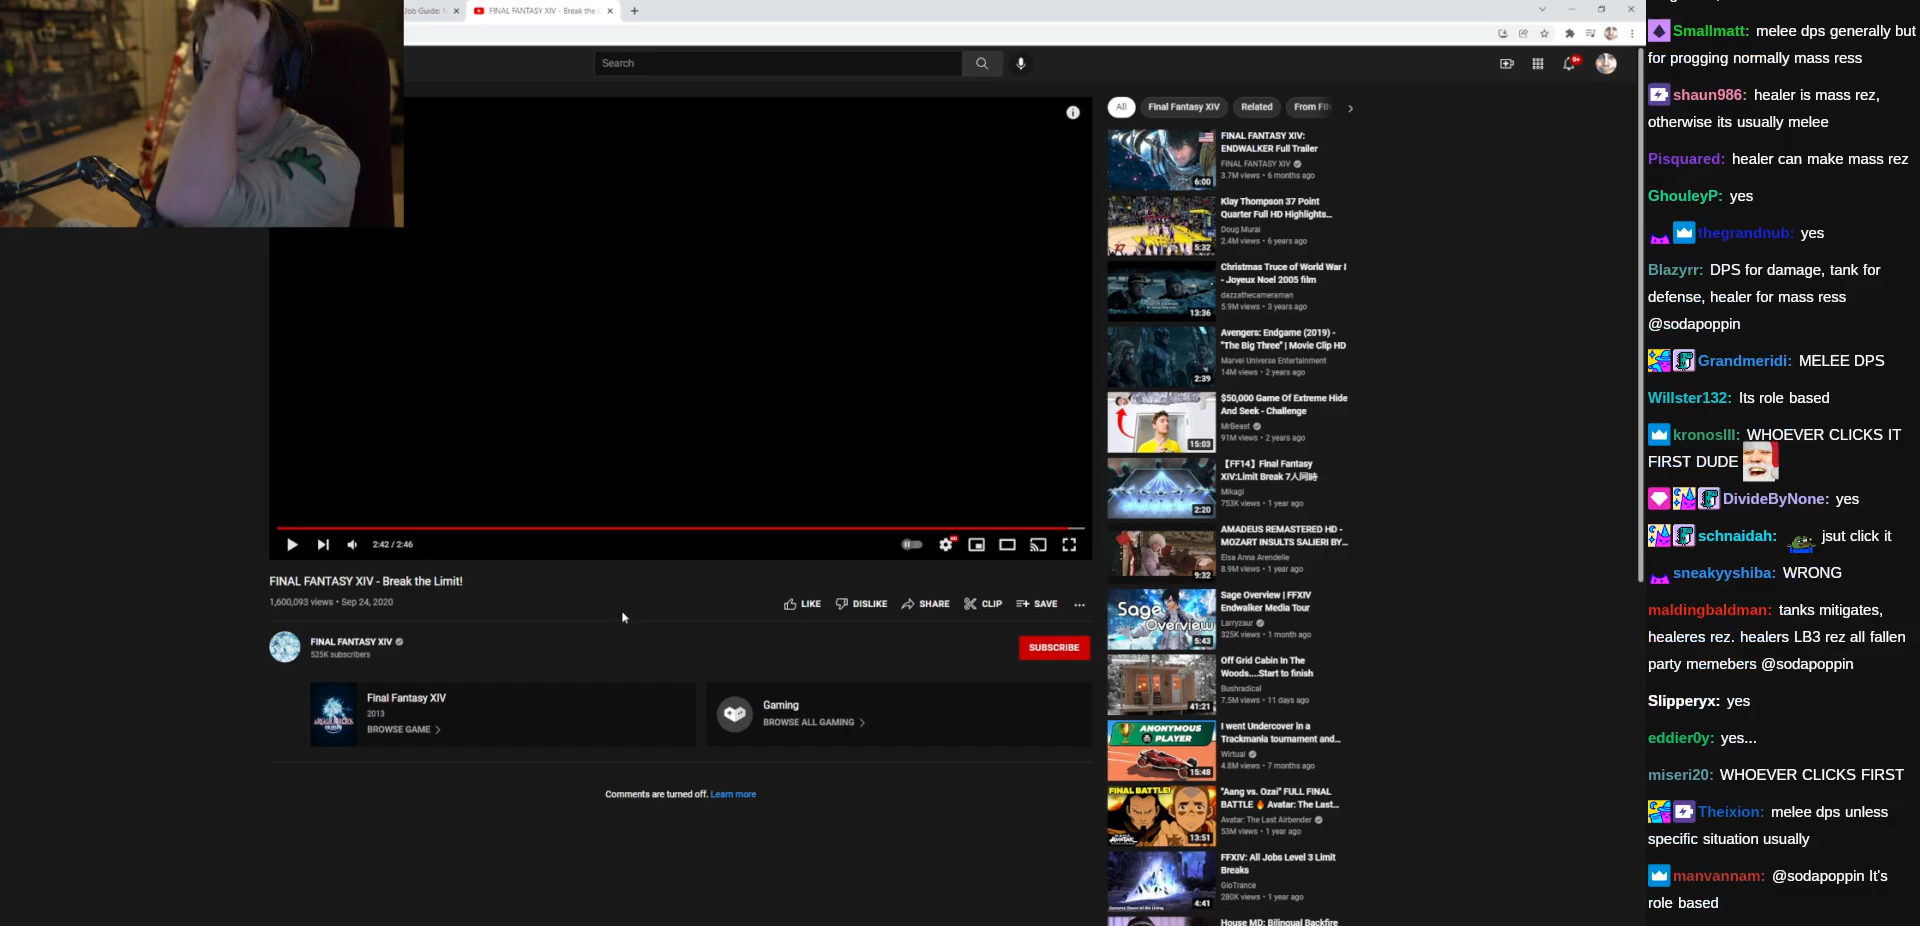 FINAL FANTASY XIV - Break the L
Search
9+
All
Final Fantasy XIV
Related
From FIN
FINAL FANTASY XIV:
ENDWALKER Full Trailer
FINAL FANTASY XIV
3.7M views • 6 months ago
6:00
Klay Thompson 37 Point
Quarter Full HD Highlights...
Doug Murai
2.4M views • 6 years ago
5:32
Christmas Truce of World War I
- Joyeux Noel 2005 film
dazzathecameraman
5.9M views • 3 years ago
13:36
Avengers: Endgame (2019) -
"The Big Three" | Movie Clip HD
Marvel Universe Entertainment
14M views • 2 years ago
2:39
$50,000 Game Of Extreme Hide
And Seek - Challenge
MrBeast
91M views • 2 years ago
15:03
【FF14】Final Fantasy
XIV:Limit Break 7人同時
Mikagi
753K views • 1 year ago
2:20
AMADEUS REMASTERED HD -
MOZART INSULTS SALIERI BY...
Elsa Anna Arendelle
8.9M views • 1 year ago
9:32
Sage Overview | FFXIV
Endwalker Media Tour
Larryzaur
325K views • 1 month ago
Sage
Overview
5:43
Off Grid Cabin In The
Woods....Start to finish
Bushradical
7.5M views • 11 days ago
41:21
I went Undercover in a
Trackmania tournament and...
Wirtual
4.8M views • 7 months ago
ANONYMOUS
PLAYER
15:48
"Aang vs. Ozai" FULL FINAL
BATTLE 🔥 Avatar: The Last...
Avatar: The Last Airbender
53M views • 1 year ago
FINAL BATTLE!
13:51
FFXIV: All Jobs Level 3 Limit
Breaks
GioTrance
280K views • 1 year ago
4:41
House MD: Bilingual Backfire
2:42 / 2:46
FINAL FANTASY XIV - Break the Limit!
1,600,093 views • Sep 24, 2020
LIKE
DISLIKE
SHARE
CLIP
SAVE
FINAL FANTASY XIV
525K subscribers
SUBSCRIBE
Final Fantasy XIV
2013
BROWSE GAME
Gaming
BROWSE ALL GAMING
Comments are turned off. Learn more
Smallmatt: melee dps generally but
for progging normally mass ress
shaun986: healer is mass rez,
otherwise its usually melee
Pisquared: healer can make mass rez
GhouleyP: yes
thegrandnub: yes
Blazyrr: DPS for damage, tank for
defense, healer for mass ress
@sodapoppin
Grandmeridi: MELEE DPS
Willster132: Its role based
kronoslll: WHOEVER CLICKS IT
FIRST DUDE
DivideByNone: yes
schnaidah: jsut click it
sneakyyshiba: WRONG
maldingbaldman: tanks mitigates,
healeres rez. healers LB3 rez all fallen
party memebers @sodapoppin
Slipperyx: yes
eddier0y: yes...
miseri20: WHOEVER CLICKS FIRST
Theixion: melee dps unless
specific situation usually
manvannam: @sodapoppin It's
role based